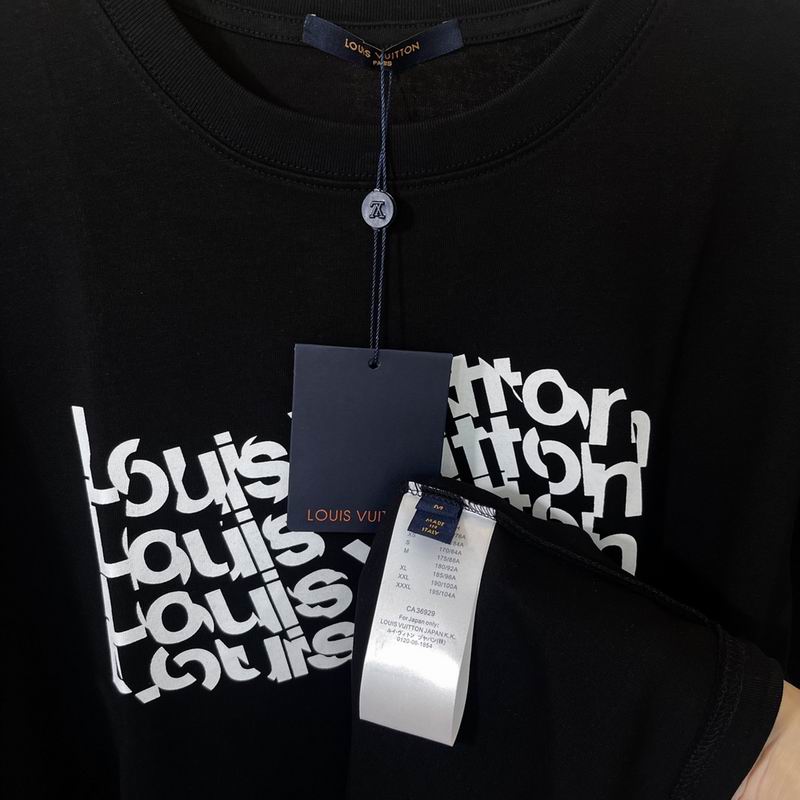 LOUIS VUITTON
PARIS
LV
Louis Vuitton
Louis
Louis
Louis
LOUIS VUIT
M
MADE
IN
ITALY
XS
S
170/84A
M 175/88A
XL 180/92A
XXL 185/96A
XXXL 190/100A
195/104A
CA36929
For Japan only:
LOUIS VUITTON JAPAN K.K.
ルイ・ヴィトン ジャパン(株)
0120-00-1854